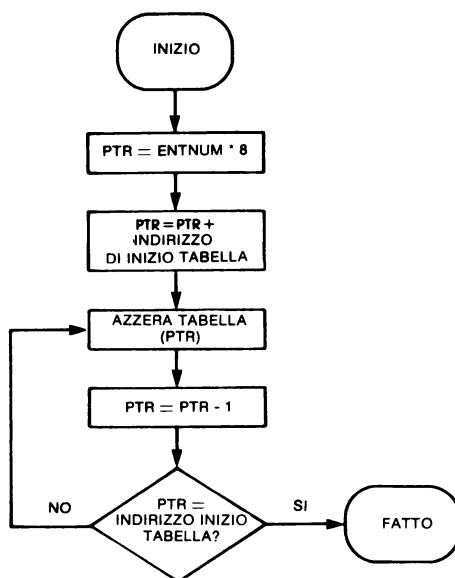 INIZIO
PTR = ENTNUM * 8
PTR = PTR +
INDIRIZZO
DI INIZIO TABELLA
AZZERA TABELLA
(PTR)
PTR = PTR - 1
NO
PTR =
INDIRIZZO INIZIO
TABELLA?
SI
FATTO